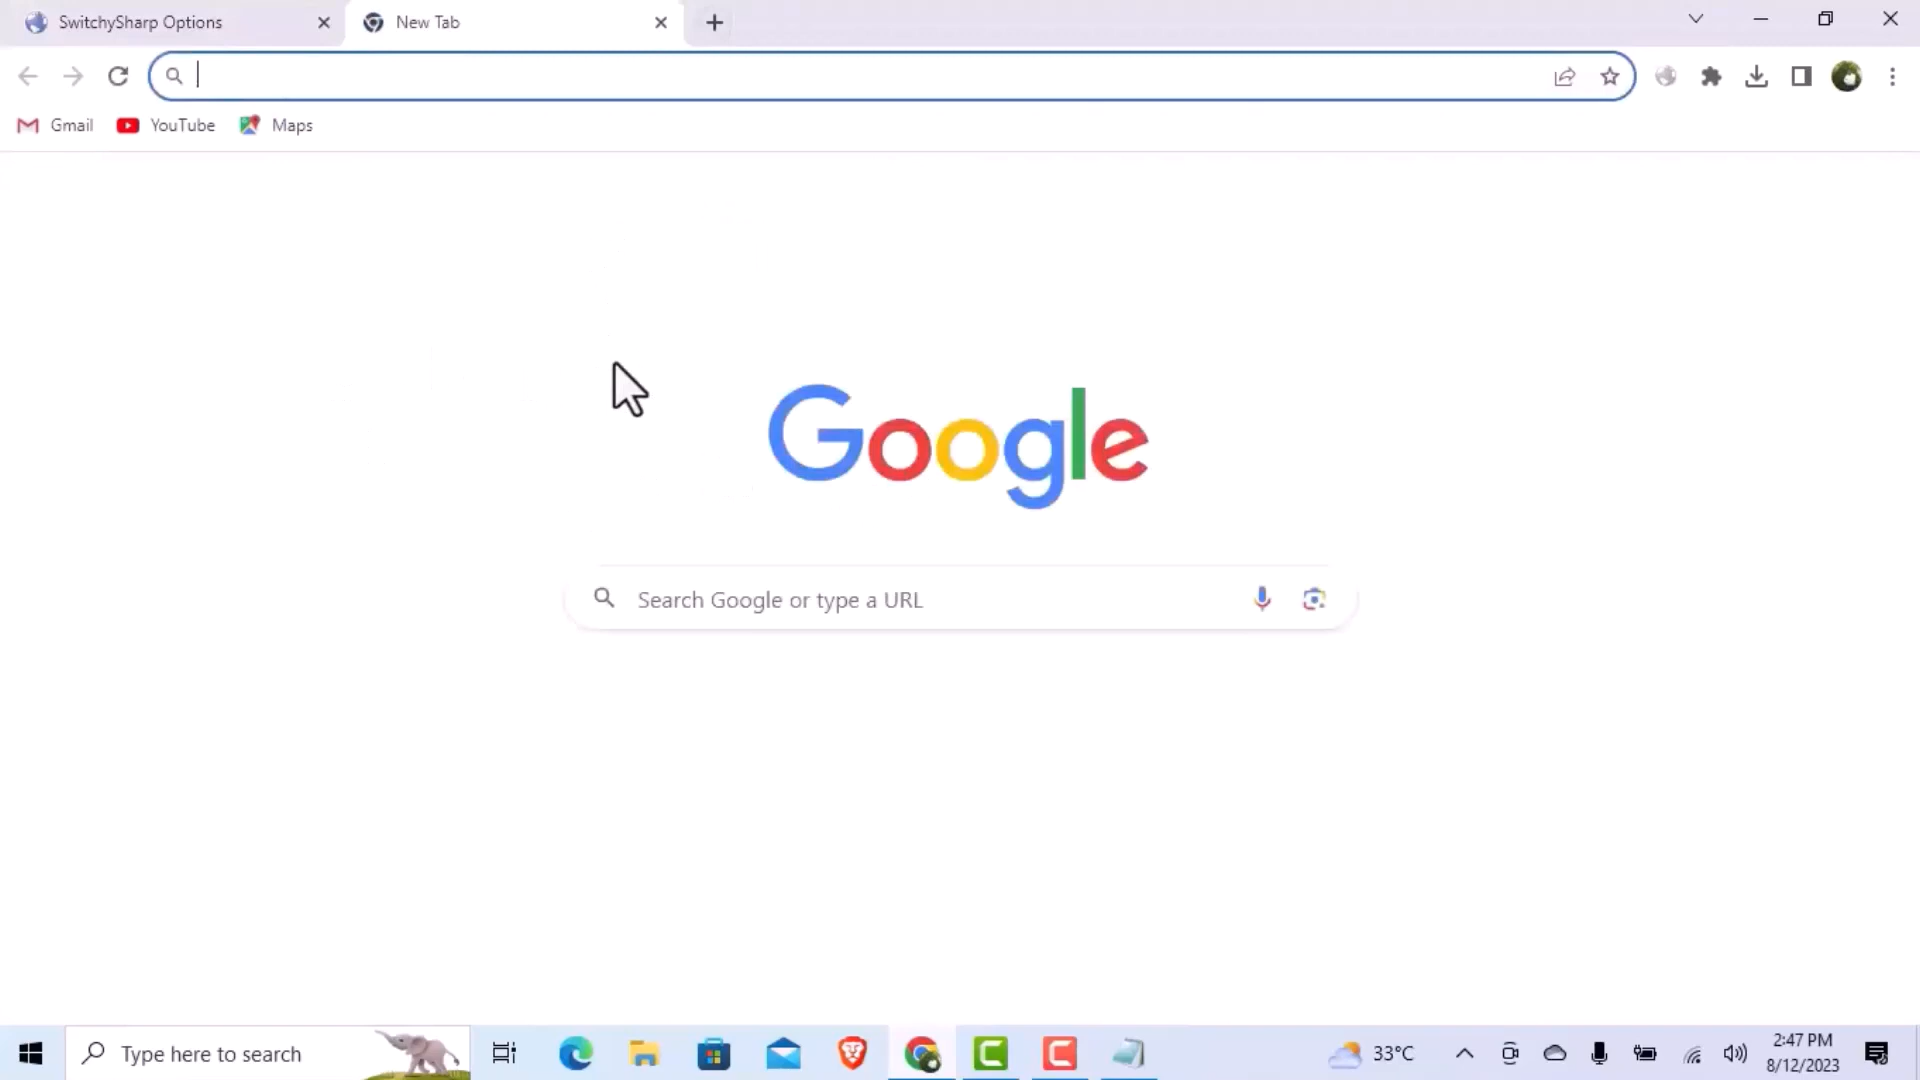 SwitchySharp Options
New Tab
Gmail
YouTube
Maps
Google
Search Google or type a URL
Type here to search
33°C
2:47 PM
8/12/2023